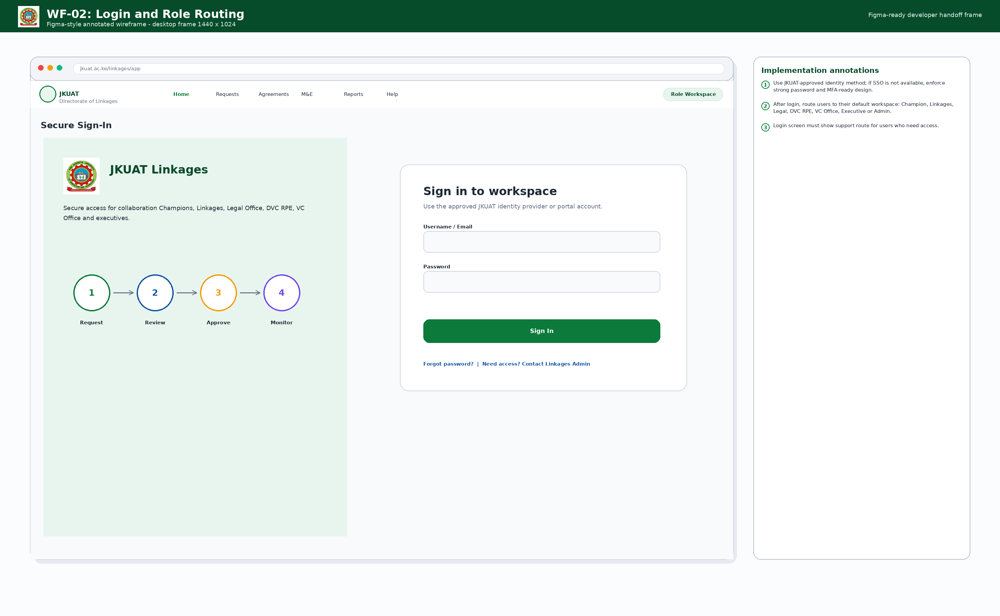 WF-02: Login and Role Routing
Figma-style annotated wireframe - desktop frame 1440 x 1024
Figma-ready developer handoff frame
jkuat.ac.ke/linkages/app
JKUAT
Directorate of Linkages
Home
Requests
Agreements
M&E
Reports
Help
Role Workspace
Secure Sign-In
JOMO KENYATTA UNIVERSITY
OF AGRICULTURE AND TECHNOLOGY
JKUAT Linkages
Secure access for collaboration Champions, Linkages, Legal Office, DVC RPE, VC
Office and executives.
1
2
3
4
Request
Review
Approve
Monitor
Sign in to workspace
Use the approved JKUAT identity provider or portal account.
Username / Email
Password
Sign In
Forgot password? | Need access? Contact Linkages Admin
Implementation annotations
1 Use JKUAT-approved identity method; if SSO is not available, enforce
strong password and MFA-ready design.
2 After login, route users to their default workspace: Champion, Linkages,
Legal, DVC RPE, VC Office, Executive or Admin.
3 Login screen must show support route for users who need access.